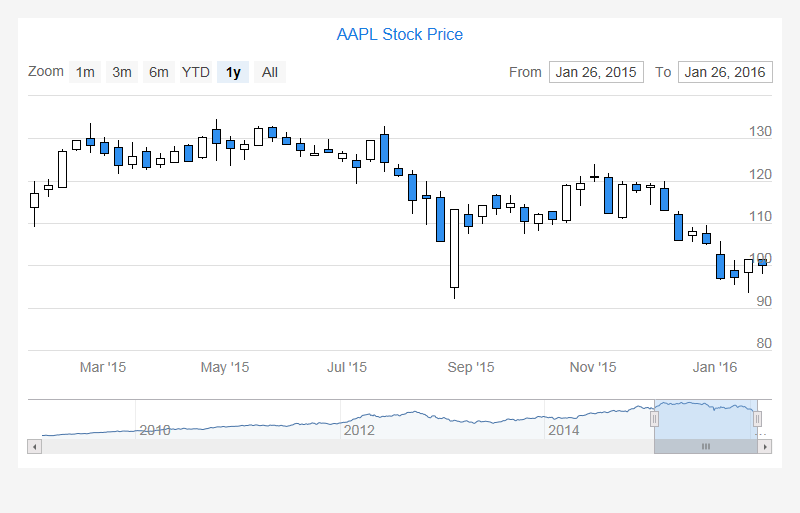 AAPL Stock Price
Zoom 1m 3m 6m YTD 1y All From Jan 26, 2015 To Jan 26, 2016
130
120
110
100
90
80
Mar '15 May '15 Jul '15 Sep '15 Nov '15 Jan '16
2010 2012 2014 ...